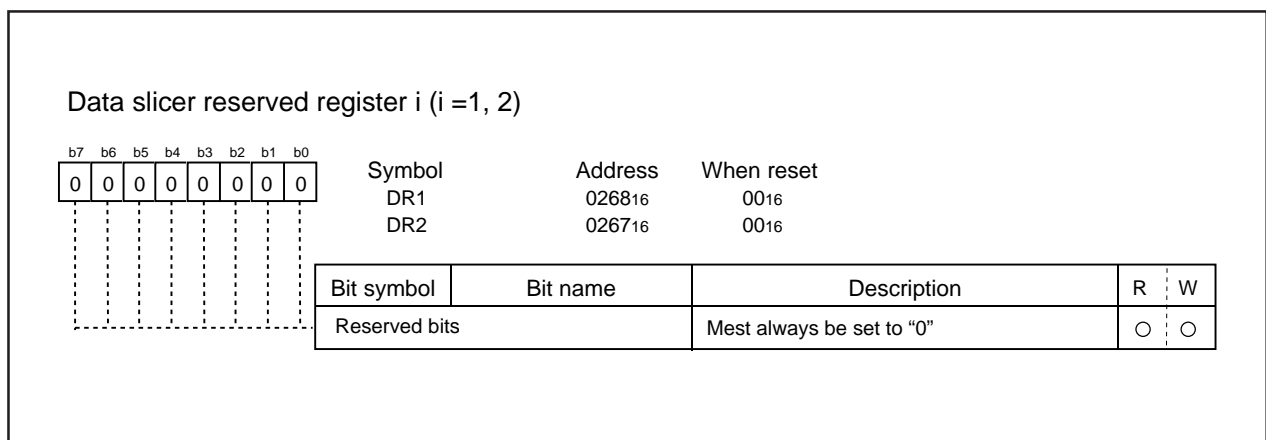 Data slicer reserved register i (i =1, 2)
b7 b6 b5 b4 b3 b2 b1 b0
0 0 0 0 0 0 0 0
Symbol Address When reset
DR1 026816 0016
DR2 026716 0016
Bit symbol Bit name Description R W
Reserved bits Mest always be set to “0” ○ ○